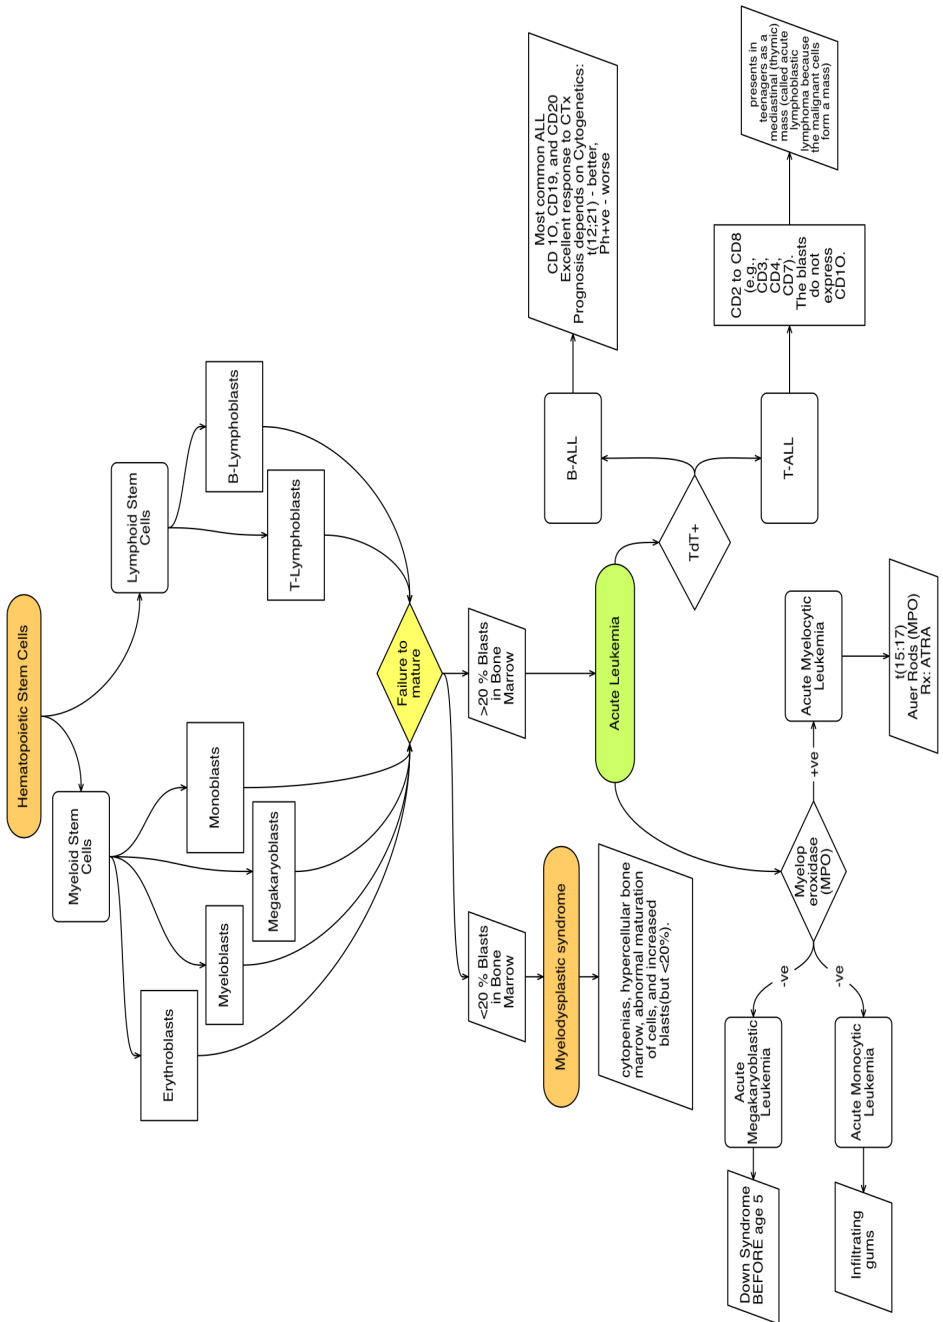 Hematopoietic Stem Cells
Myeloid Stem
Cells
Lymphoid Stem
Cells
Erythroblasts
Myeloblasts
Megakaryoblasts
Monoblasts
T-Lymphoblasts
B-Lymphoblasts
Failure to
mature
<20 % Blasts
in Bone
Marrow
>20 % Blasts
in Bone
Marrow
Myelodysplastic syndrome
cytopenias, hypercellular bone
marrow, abnormal maturation
of cells, and increased
blasts(but <20%).
Acute Leukemia
Myelop
eroxidase
(MPO)
-ve
-ve
+ve
Acute
Megakaryoblastic
Leukemia
Down Syndrome
BEFORE age 5
Acute Monocytic
Leukemia
Infiltrating
gums
Acute Myelocytic
Leukemia
t(15:17)
Auer Rods (MPO)
Rx: ATRA
TdT+
B-ALL
Most common ALL
CD 1O, CD19, and CD20
Excellent response to CTx
Prognosis depends on Cytogenetics:
t(12:21) - better,
Ph+ve - worse
T-ALL
CD2 to CD8
(e.g.,
CD3,
CD4,
CD7).
The blasts
do not
express
CD1O.
presents in
teenagers as a
mediastinal (thymic)
mass (called acute
lymphoblastic
lymphoma because
the malignant cells
form a mass)